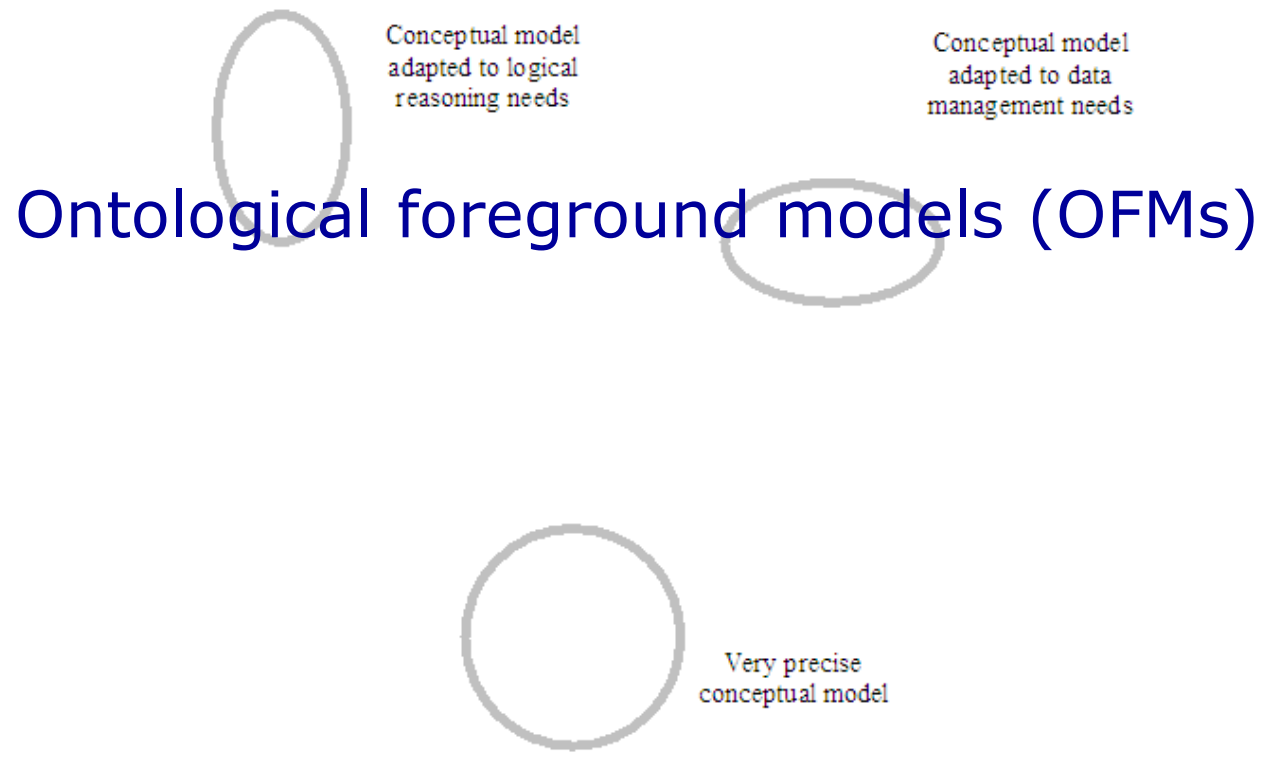 Conceptual model
adapted to logical
reasoning needs
Conceptual model
adapted to data
management needs
Ontological foreground models (OFMs)
Very precise
conceptual model